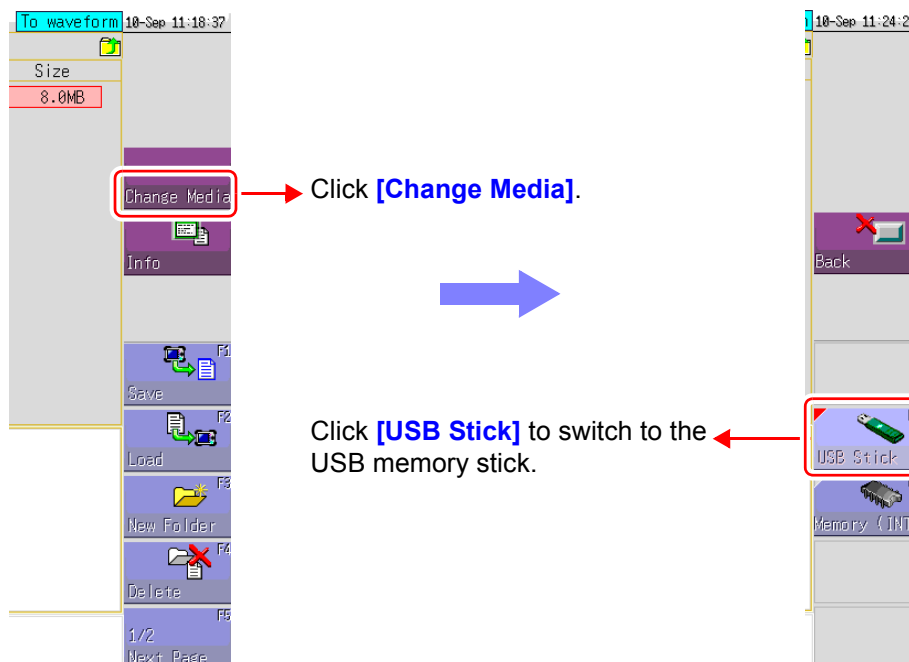 To waveform 10-Sep 11:18:37
Size
8.0MB
Change Media
Info
F1
Save
F2
Load
F3
New Folder
F4
Delete
F5
1/2
Next Page
Click [Change Media].
Click [USB Stick] to switch to the
USB memory stick.
10-Sep 11:24:2
Back
USB Stick
Memory (INT